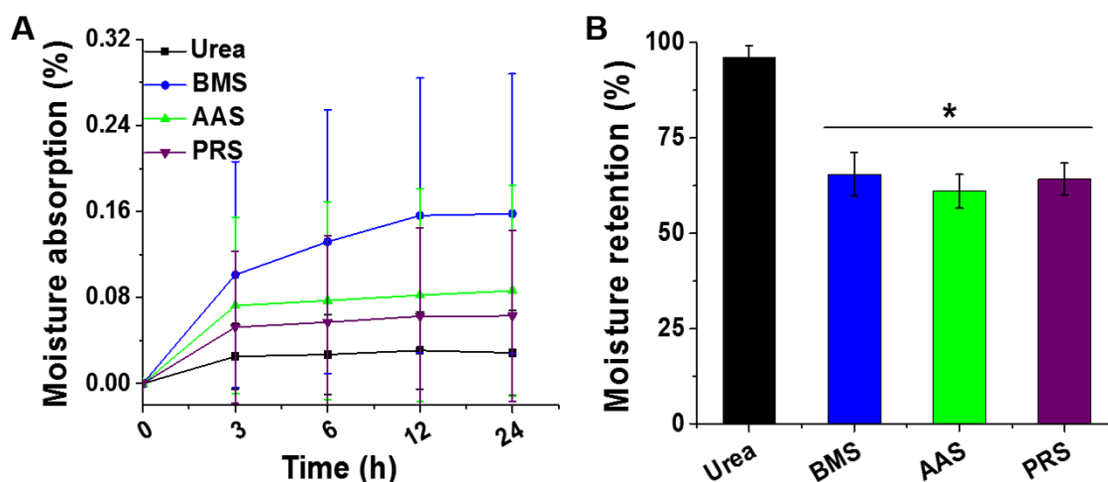 A
Moisture absorption (%)
0.32
0.24
0.16
0.08
0.00
Urea
BMS
AAS
PRS
0
3
6
12
24
Time (h)
B
Moisture retention (%)
100
75
50
25
0
*
Urea
BMS
AAS
PRS